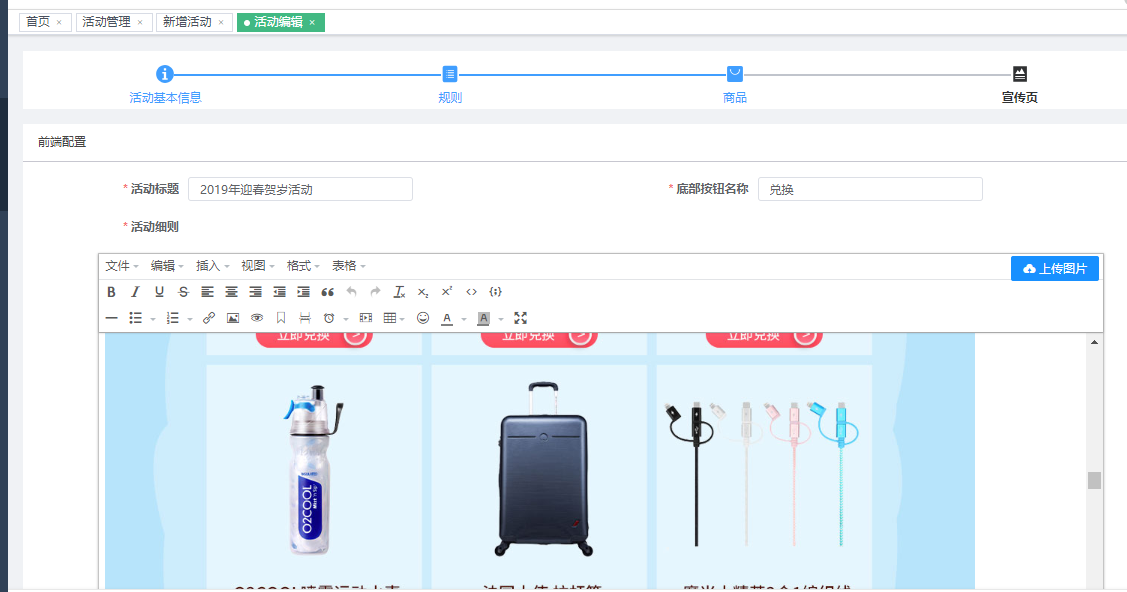 首页 × 活动管理 × 新增活动 × 活动编辑 ×
活动基本信息 规则 商品 宣传页
前端配置
* 活动标题 2019年迎春贺岁活动 * 底部按钮名称 兑换
* 活动细则
文件 编辑 插入 视图 格式 表格 上传图片
立即兑换 立即兑换 立即兑换
O2COOL